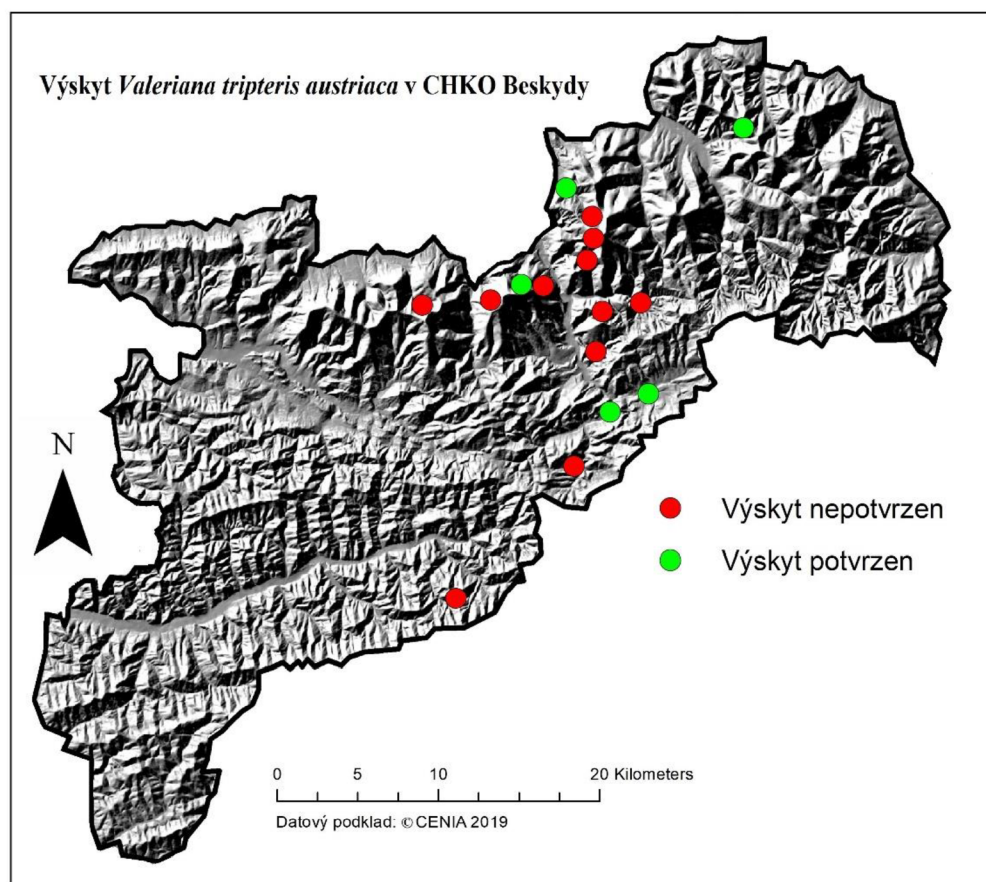 Výskyt Valeriana tripteris austriaca v CHKO Beskydy
N
Výskyt nepotvrzen
Výskyt potvrzen
0 5 10 20 Kilometers
Datový podklad: ©CENIA 2019